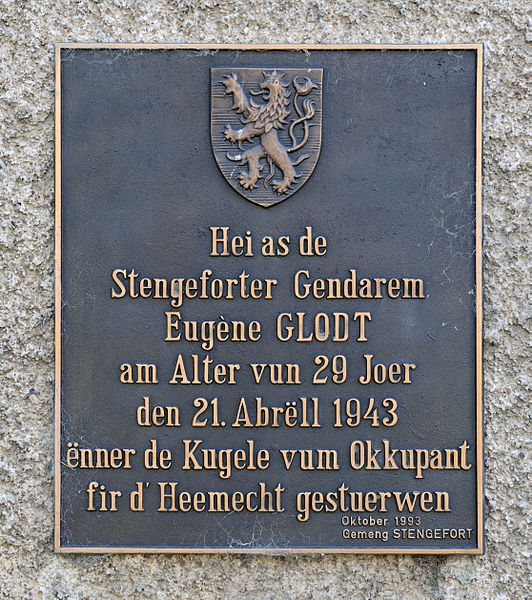 Hei as de
Stengeforter Gendarem
Eugène GLODT
am Alter vun 29 Joer
den 21. Abrëll 1943
ënner de Kugele vum Okkupant
fir d'Heemecht gestuerwen
Oktober 1993
Gemeng STENGEFORT